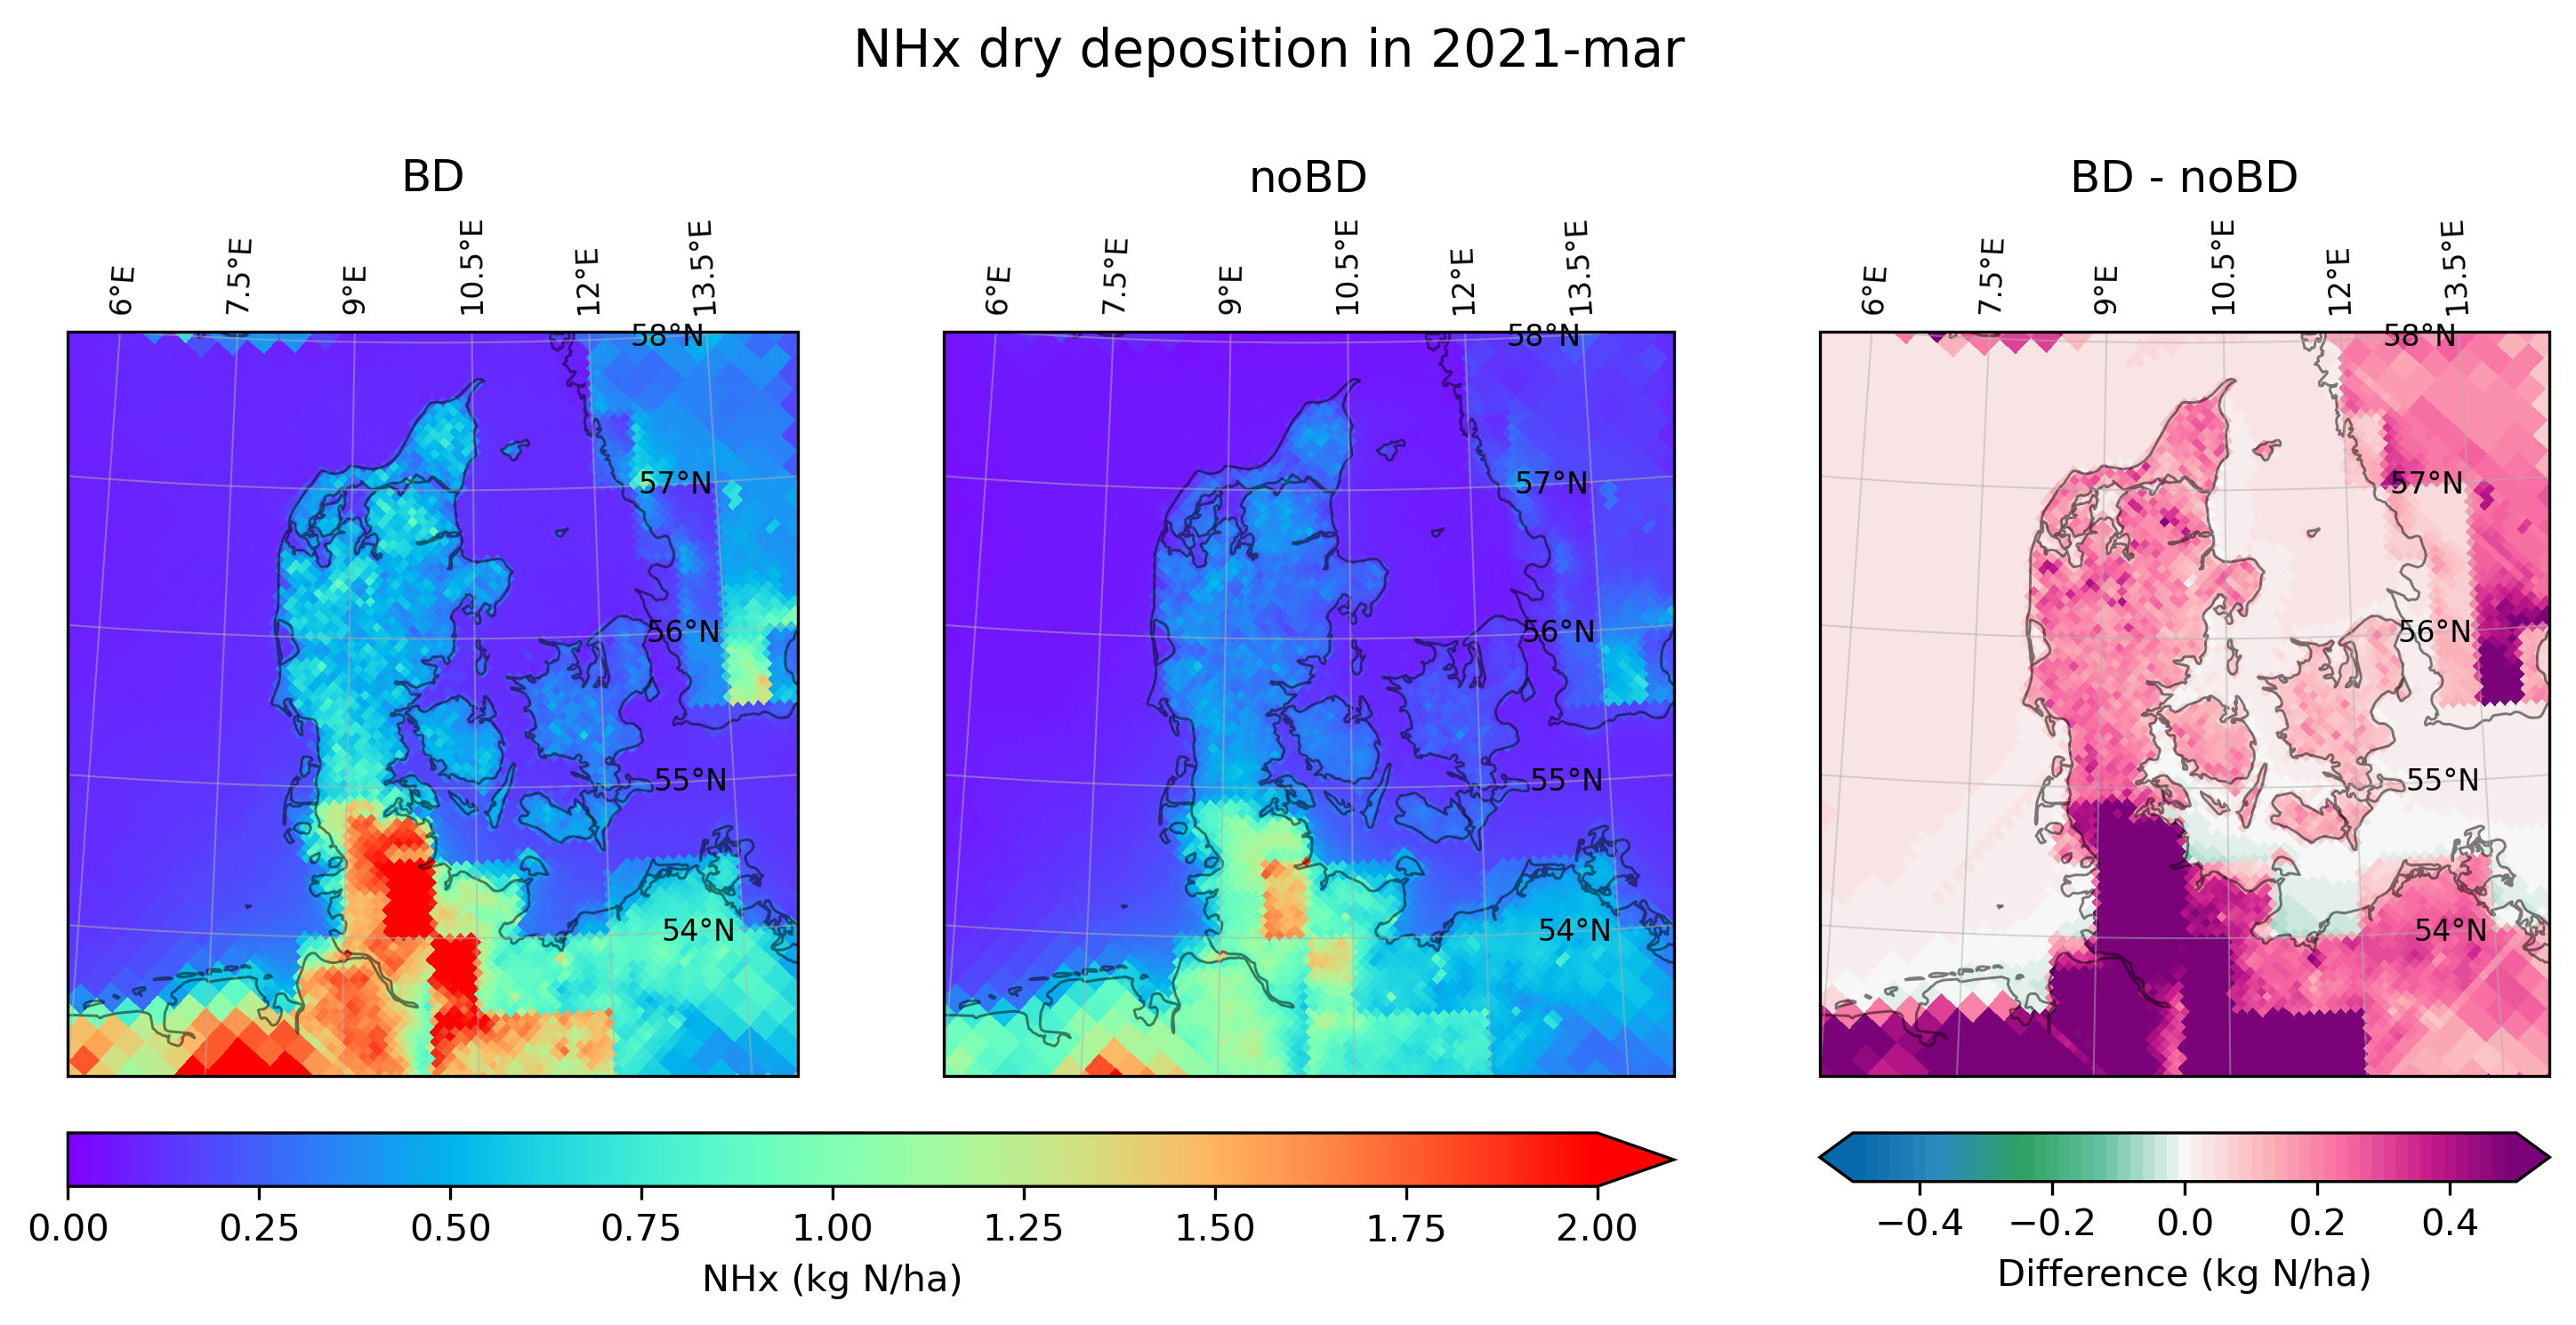 NHx dry deposition in 2021-mar
BD
noBD
BD - noBD
6°E 7.5°E 9°E 10.5°E 12°E 13.5°E
6°E 7.5°E 9°E 10.5°E 12°E 13.5°E
6°E 7.5°E 9°E 10.5°E 12°E 13.5°E
58°N 58°N 58°N
57°N 57°N 57°N
56°N 56°N 56°N
55°N 55°N 55°N
54°N 54°N 54°N
0.00 0.25 0.50 0.75 1.00 1.25 1.50 1.75 2.00
NHx (kg N/ha)
−0.4 −0.2 0.0 0.2 0.4
Difference (kg N/ha)